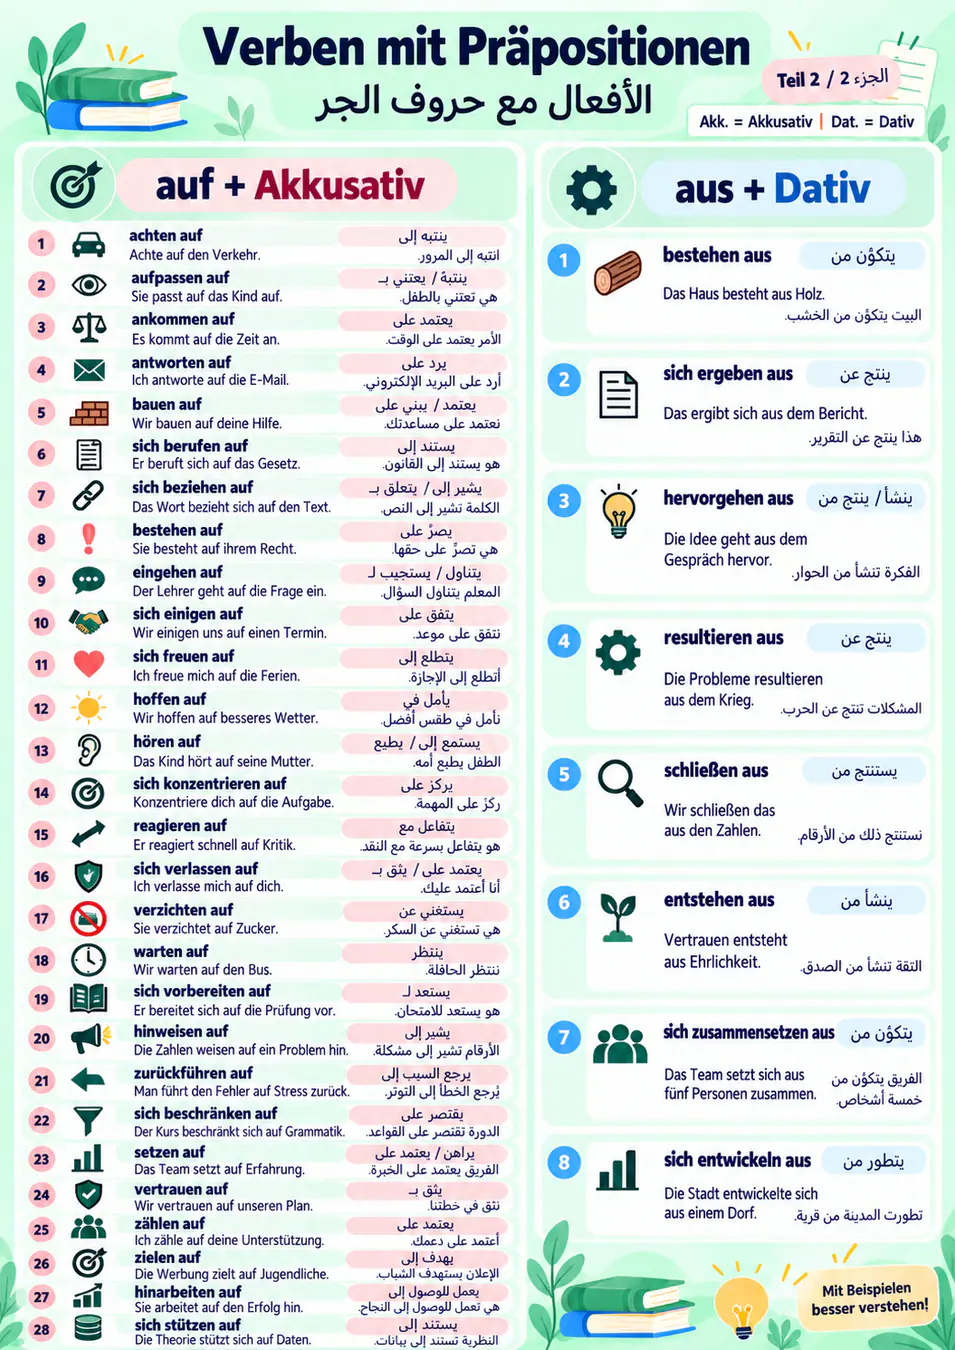 Verben mit Präpositionen
الأفعال مع حروف الجر
Teil 2 / الجزء 2
Akk. = Akkusativ | Dat. = Dativ
auf + Akkusativ
1
achten auf
ينتبه إلى
Achte auf den Verkehr.
انتبه إلى المرور.
2
aufpassen auf
ينتبهَ / يعتني بـ
Sie passt auf das Kind auf.
هي تعتني بالطفل.
3
ankommen auf
يعتمد على
Es kommt auf die Zeit an.
الأمر يعتمد على الوقت.
4
antworten auf
يرد على
Ich antworte auf die E-Mail.
أرد على البريد الإلكتروني.
5
bauen auf
يعتمد / يبني على
Wir bauen auf deine Hilfe.
نعتمد على مساعدتك.
6
sich berufen auf
يستند إلى
Er beruft sich auf das Gesetz.
هو يستند إلى القانون.
7
sich beziehen auf
يشير إلى / يتعلق بـ
Das Wort bezieht sich auf den Text.
الكلمة تشير إلى النص.
8
bestehen auf
يصرّ على
Sie besteht auf ihrem Recht.
هي تصرّ على حقها.
9
eingehen auf
يتناول / يستجيب لـ
Der Lehrer geht auf die Frage ein.
المعلم يتناول السؤال.
10
sich einigen auf
يتفق على
Wir einigen uns auf einen Termin.
نتفق على موعد.
11
sich freuen auf
يتطلع إلى
Ich freue mich auf die Ferien.
أتطلع إلى الإجازة.
12
hoffen auf
يأمل في
Wir hoffen auf besseres Wetter.
نأمل في طقس أفضل.
13
hören auf
يستمع إلى / يطيع
Das Kind hört auf seine Mutter.
الطفل يطيع أمه.
14
sich konzentrieren auf
يركز على
Konzentriere dich auf die Aufgabe.
ركّز على المهمة.
15
reagieren auf
يتفاعل مع
Er reagiert schnell auf Kritik.
هو يتفاعل بسرعة مع النقد.
16
sich verlassen auf
يعتمد على / يثق بـ
Ich verlasse mich auf dich.
أنا أعتمد عليك.
17
verzichten auf
يستغني عن
Sie verzichtet auf Zucker.
هي تستغني عن السكر.
18
warten auf
ينتظر
Wir warten auf den Bus.
ننتظر الحافلة.
19
sich vorbereiten auf
يستعد لـ
Er bereitet sich auf die Prüfung vor.
هو يستعد للامتحان.
20
hinweisen auf
يشير إلى
Die Zahlen weisen auf ein Problem hin.
الأرقام تشير إلى مشكلة.
21
zurückführen auf
يرجع السبب إلى
Man führt den Fehler auf Stress zurück.
يُرجع الخطأ إلى التوتر.
22
sich beschränken auf
يقتصر على
Der Kurs beschränkt sich auf Grammatik.
الدورة تقتصر على القواعد.
23
setzen auf
يراهن / يعتمد على
Das Team setzt auf Erfahrung.
الفريق يعتمد على الخبرة.
24
vertrauen auf
يثق بـ
Wir vertrauen auf unseren Plan.
نثق في خطتنا.
25
zählen auf
يعتمد على
Ich zähle auf deine Unterstützung.
أعتمد على دعمك.
26
zielen auf
يهدف إلى
Die Werbung zielt auf Jugendliche.
الإعلان يستهدف الشباب.
27
hinarbeiten auf
يعمل للوصول إلى
Sie arbeitet auf den Erfolg hin.
هي تعمل للوصول إلى النجاح.
28
sich stützen auf
يستند إلى
Die Theorie stützt sich auf Daten.
النظرية تستند إلى بيانات.
aus + Dativ
1
bestehen aus
يتكوّن من
Das Haus besteht aus Holz.
البيت يتكوّن من الخشب.
2
sich ergeben aus
ينتج عن
Das ergibt sich aus dem Bericht.
هذا ينتج عن التقرير.
3
hervorgehen aus
ينشأ / ينتج من
Die Idee geht aus dem
Gespräch hervor.
الفكرة تنشأ من الحوار.
4
resultieren aus
ينتج عن
Die Probleme resultieren
aus dem Krieg.
المشكلات تنتج عن الحرب.
5
schließen aus
يستنتج من
Wir schließen das
aus den Zahlen.
نستنتج ذلك من الأرقام.
6
entstehen aus
ينشأ من
Vertrauen entsteht
aus Ehrlichkeit.
الثقة تنشأ من الصدق.
7
sich zusammensetzen aus
يتكوّن من
Das Team setzt sich aus
fünf Personen zusammen.
الفريق يتكوّن من
خمسة أشخاص.
8
sich entwickeln aus
يتطور من
Die Stadt entwickelte sich
aus einem Dorf.
تطورت المدينة من قرية.
Mit Beispielen
besser verstehen!